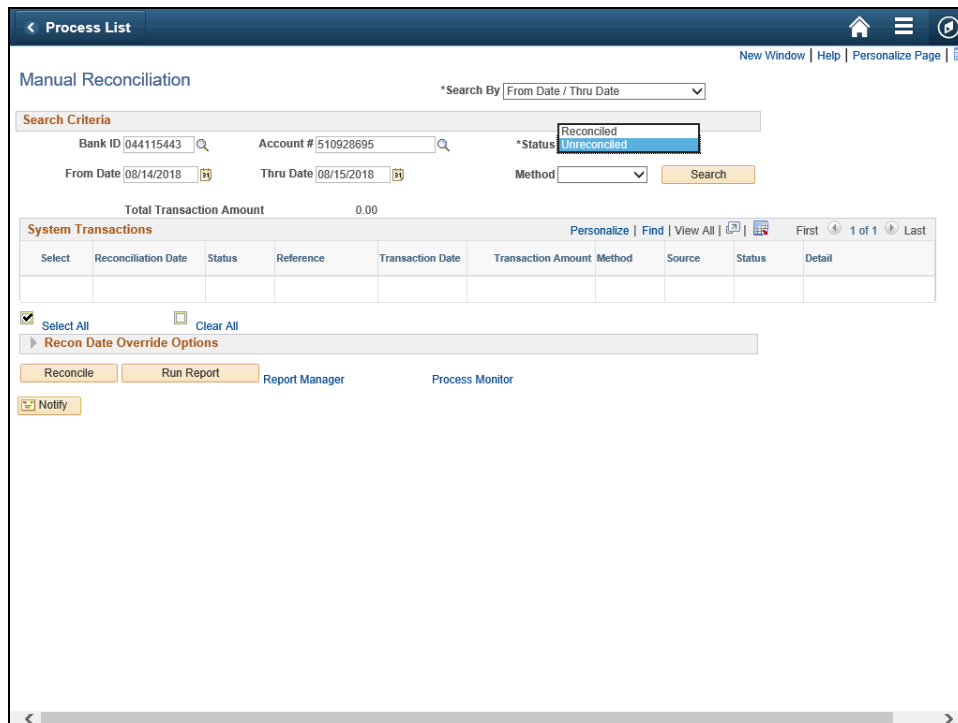 Process List
New Window | Help | Personalize Page |
Manual Reconciliation
*Search By From Date / Thru Date
Search Criteria
Bank ID 044115443 Account # 510928695 *Status Reconciled
Unreconciled
From Date 08/14/2018 Thru Date 08/15/2018 Method Search
Total Transaction Amount 0.00
System Transactions Personalize | Find | View All | | First 1 of 1 Last
Select Reconciliation Date Status Reference Transaction Date Transaction Amount Method Source Status Detail
Select All Clear All
Recon Date Override Options
Reconcile Run Report Report Manager Process Monitor
Notify